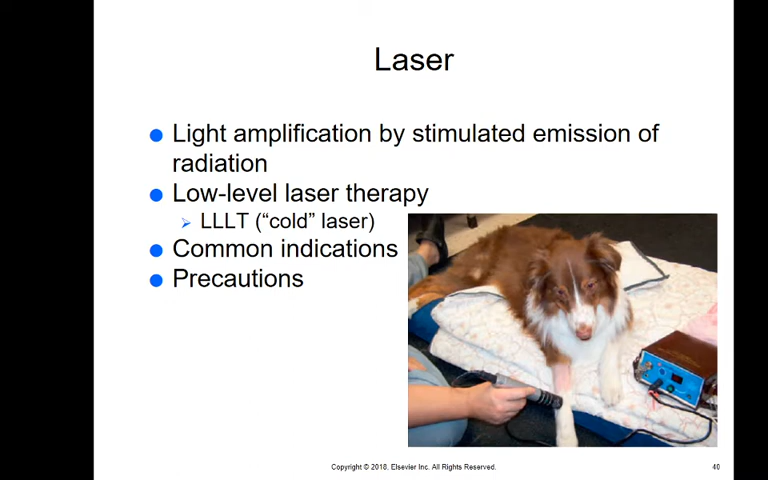 Laser
Light amplification by stimulated emission of
radiation
Low-level laser therapy
LLLT (“cold” laser)
Common indications
Precautions
Copyright © 2018. Elsevier Inc. All Rights Reserved.
40